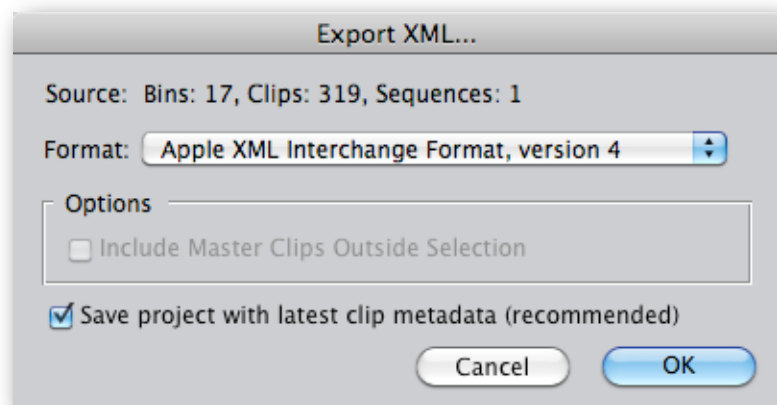 Export XML...
Source: Bins: 17, Clips: 319, Sequences: 1
Format: Apple XML Interchange Format, version 4
Options
Include Master Clips Outside Selection
Save project with latest clip metadata (recommended)
Cancel OK